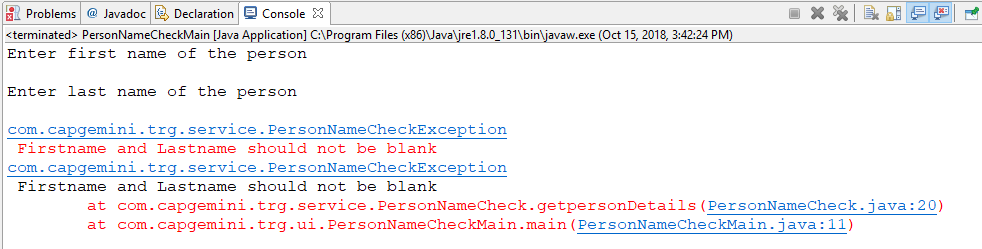 Problems @ Javadoc Declaration Console
<terminated> PersonNameCheckMain [Java Application] C:\Program Files (x86)\Java\jre1.8.0_131\bin\javaw.exe (Oct 15, 2018, 3:42:24 PM)
Enter first name of the person
Enter last name of the person
com.capgemini.trg.service.PersonNameCheckException
Firstname and Lastname should not be blank
com.capgemini.trg.service.PersonNameCheckException
Firstname and Lastname should not be blank
at com.capgemini.trg.service.PersonNameCheck.getpersonDetails(PersonNameCheck.java:20)
at com.capgemini.trg.ui.PersonNameCheckMain.main(PersonNameCheckMain.java:11)